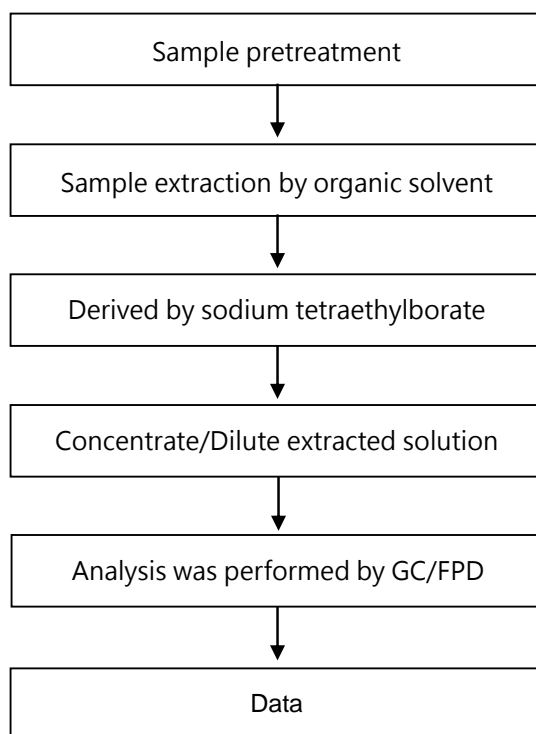 Sample pretreatment
Sample extraction by organic solvent
Derived by sodium tetraethylborate
Concentrate/Dilute extracted solution
Analysis was performed by GC/FPD
Data